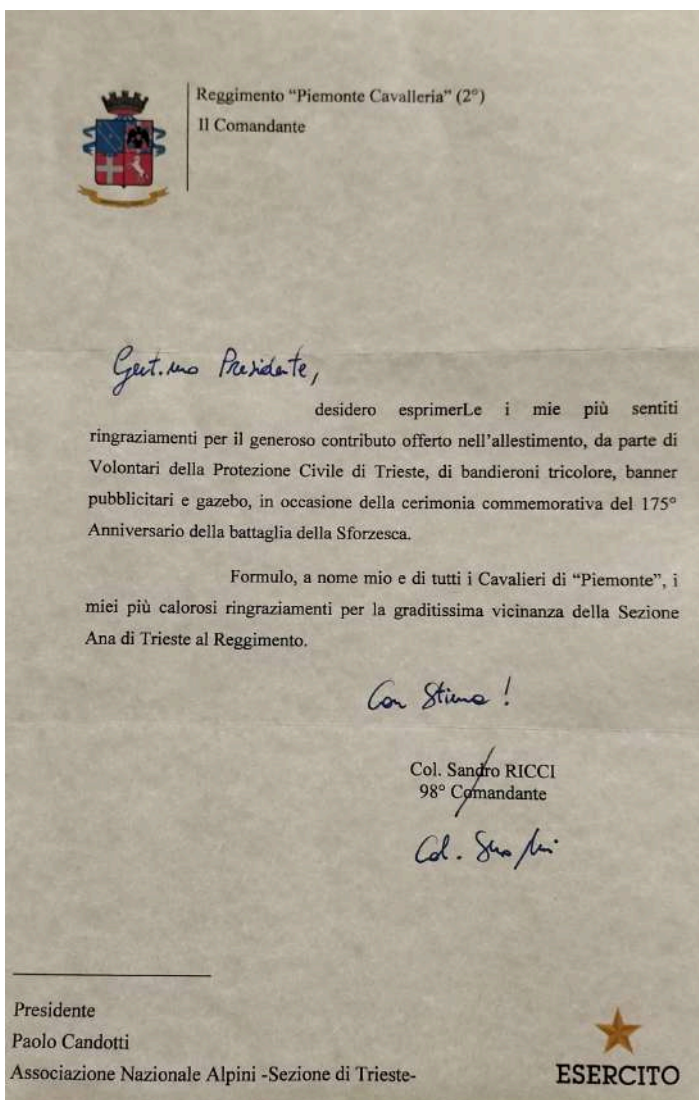 Reggimento “Piemonte Cavalleria” (2°)
Il Comandante
Gent.mo Presidente,
desidero esprimerLe i mie più sentiti
ringraziamenti per il generoso contributo offerto nell’allestimento, da parte di
Volontari della Protezione Civile di Trieste, di bandieroni tricolore, banner
pubblicitari e gazebo, in occasione della cerimonia commemorativa del 175°
Anniversario della battaglia della Sforzesca.
Formulo, a nome mio e di tutti i Cavalieri di “Piemonte”, i
miei più calorosi ringraziamenti per la graditissima vicinanza della Sezione
Ana di Trieste al Reggimento.
Con Stima!
Col. Sandro RICCI
98° Comandante
Col.
Presidente
Paolo Candotti
Associazione Nazionale Alpini -Sezione di Trieste-
ESERCITO